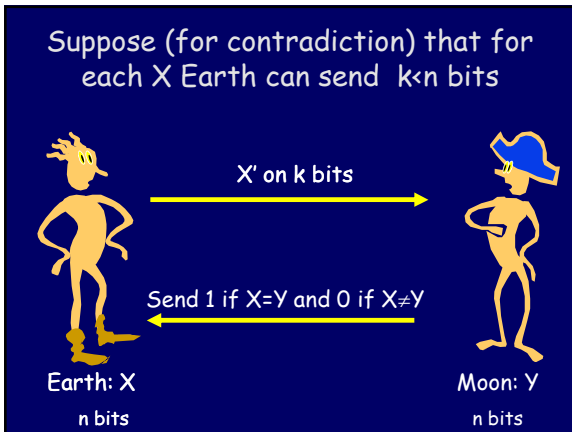 Suppose (for contradiction) that for
each X Earth can send k<n bits
X' on k bits
Send 1 if X=Y and 0 if X≠Y
Earth: X
Moon: Y
n bits
n bits